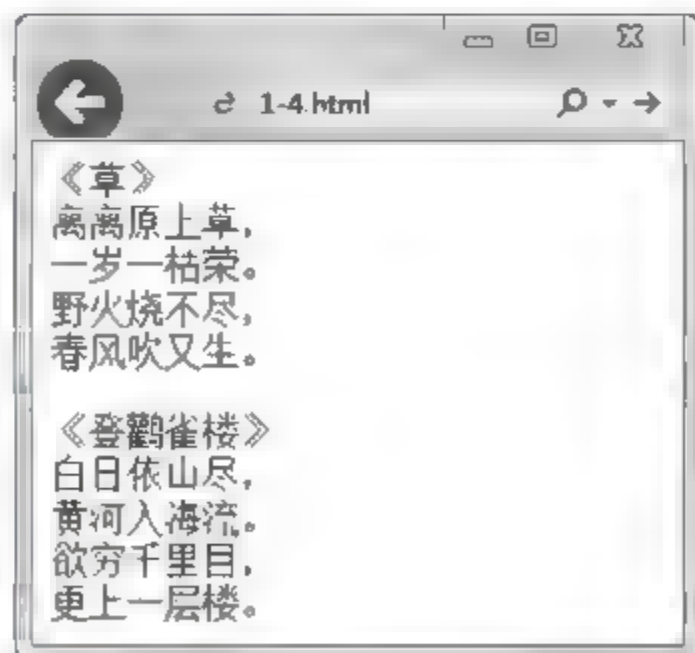 1-4.html
《草》
离离原上草,
一岁一枯荣。
野火烧不尽,
春风吹又生。
《登鹳雀楼》
白日依山尽,
黄河入海流。
欲穷千里目,
更上一层楼。